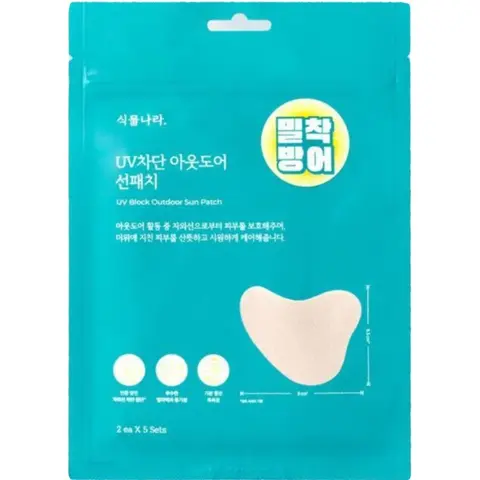 식물나라.
밀착
방어
UV차단 아웃도어
선패치
UV Block Outdoor Sun Patch
아웃도어 활동 중 자외선으로부터 피부를 보호해주어,
더위에 지친 피부를 산뜻하고 시원하게 케어해줍니다.
2 ea X 5 Sets